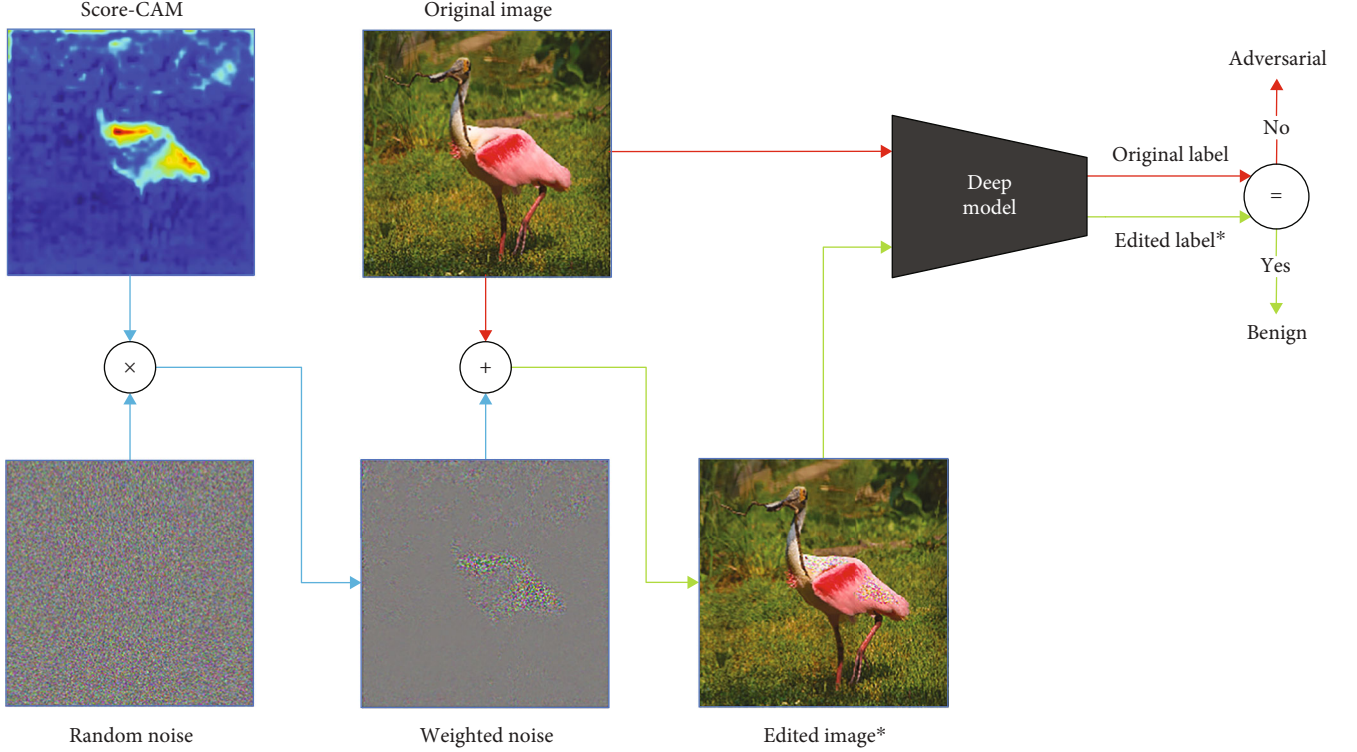 Score-CAM
Original image
Adversarial
No
Original label
Deep
model
=
Edited label*
Yes
Benign
×
+
Random noise
Weighted noise
Edited image*